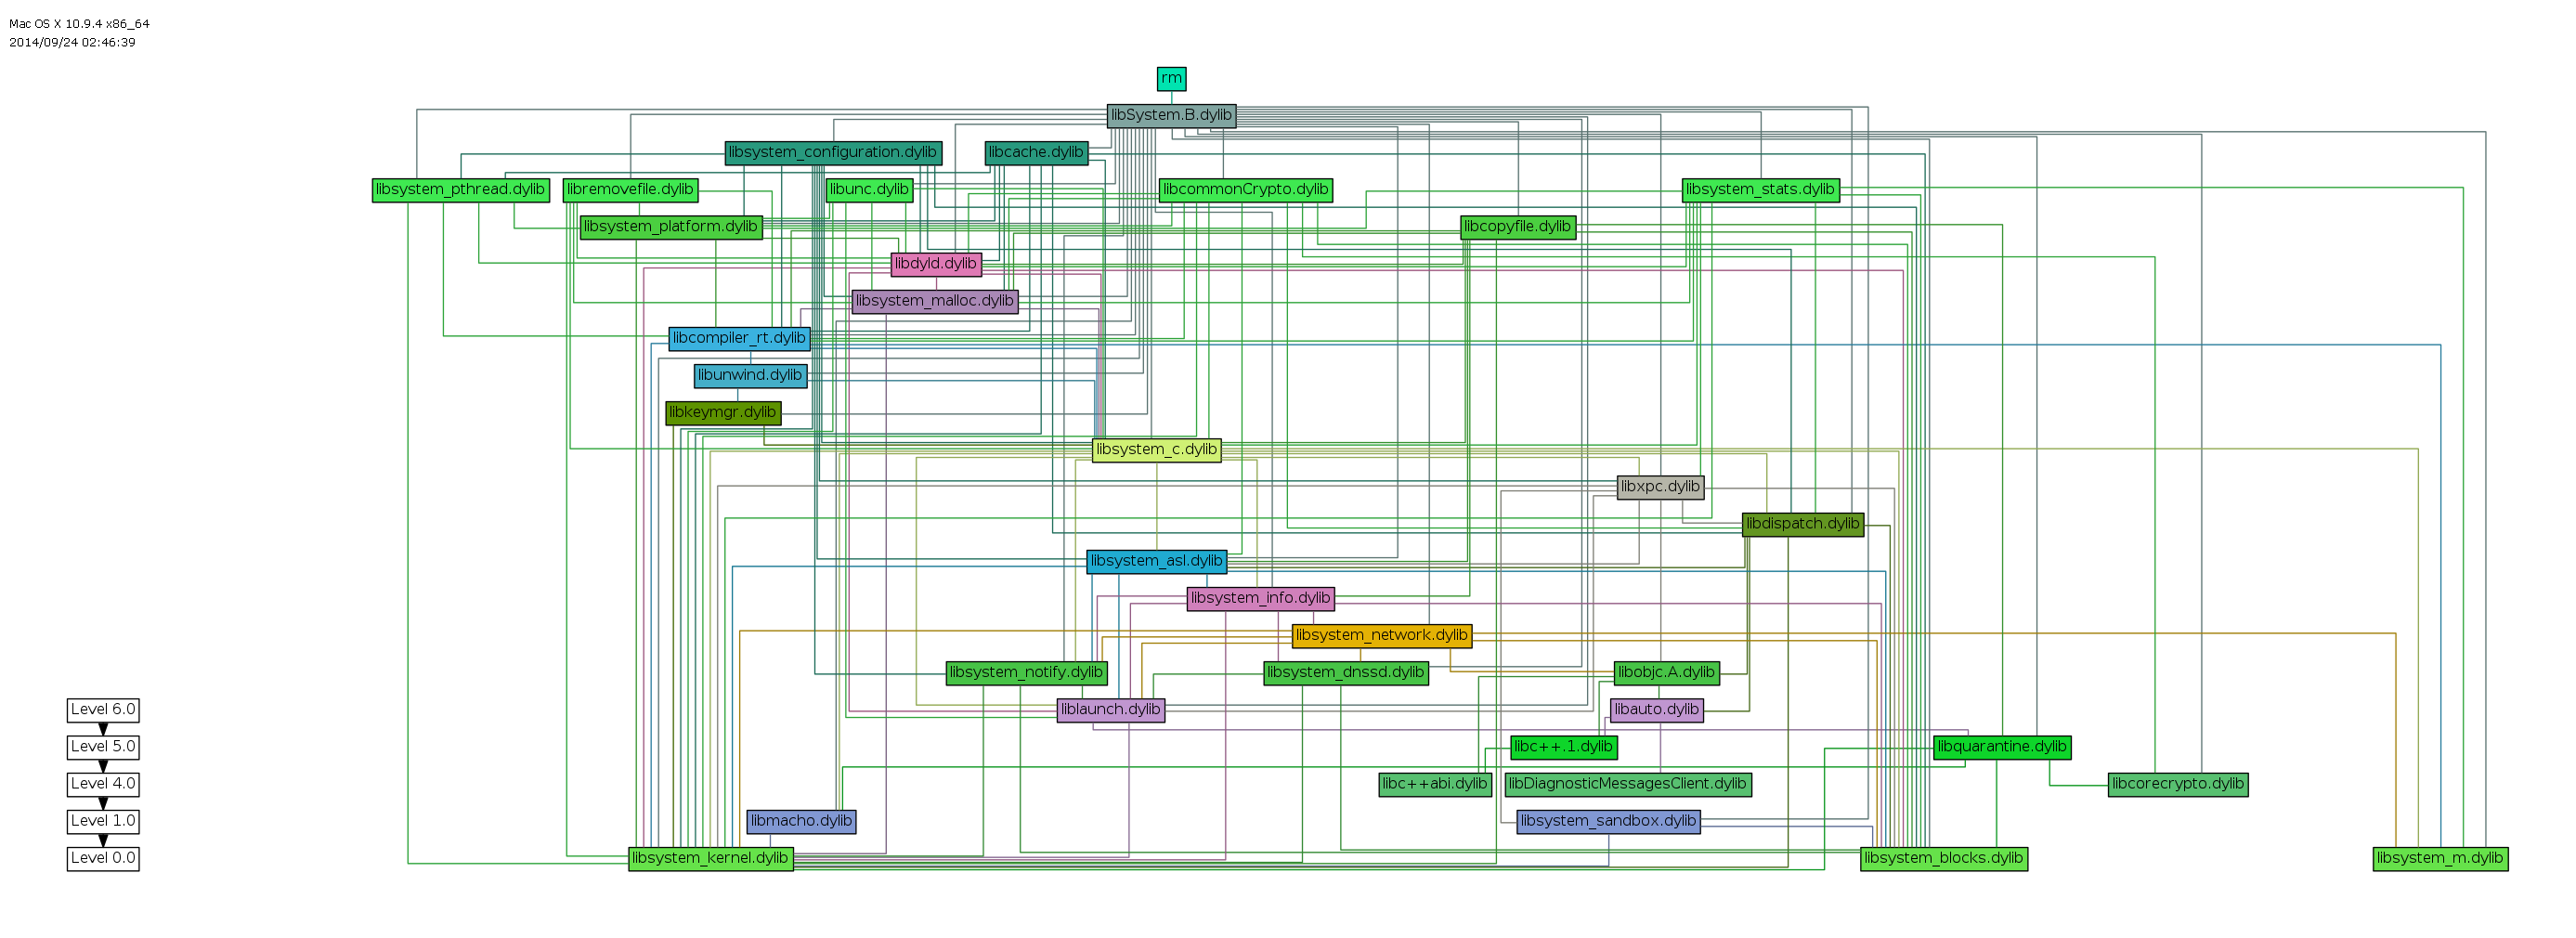 Mac OS X 10.9.4 x86_64
2014/09/24 02:46:39
rm
libSystem.B.dylib
libsystem_configuration.dylib
libcache.dylib
libsystem_pthread.dylib
libremovefile.dylib
libunc.dylib
libcommonCrypto.dylib
libsystem_stats.dylib
libsystem_platform.dylib
libcopyfile.dylib
libdyld.dylib
libsystem_malloc.dylib
libcompiler_rt.dylib
libunwind.dylib
libkeymgr.dylib
libsystem_c.dylib
libxpc.dylib
libdispatch.dylib
libsystem_asl.dylib
libsystem_info.dylib
libsystem_network.dylib
libsystem_notify.dylib
libsystem_dnssd.dylib
libobjc.A.dylib
Level 6.0
liblaunch.dylib
libauto.dylib
Level 5.0
libc++.1.dylib
libquarantine.dylib
Level 4.0
libc++abi.dylib
libDiagnosticMessagesClient.dylib
libcorecrypto.dylib
Level 1.0
libmacho.dylib
libsystem_sandbox.dylib
Level 0.0
libsystem_kernel.dylib
libsystem_blocks.dylib
libsystem_m.dylib